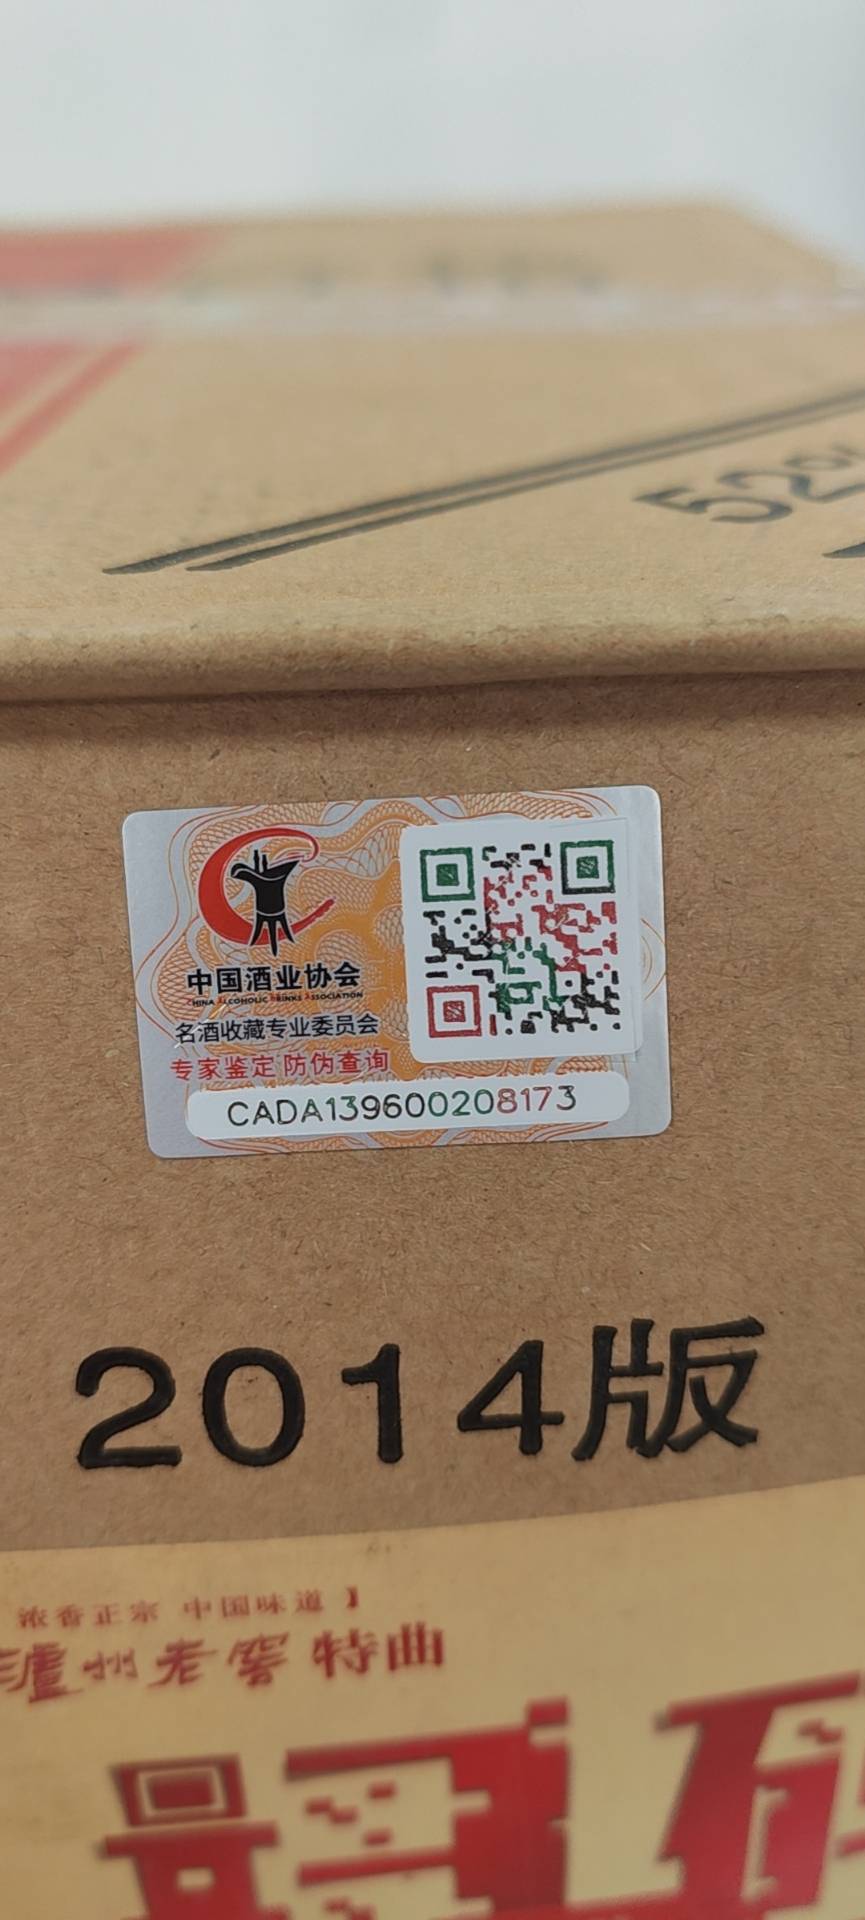 52%
中国酒业协会
CHINA ALCOHOLIC DRINKS ASSOCIATION
名酒收藏专业委员会
专家鉴定 防伪查询
CADA139600208173
2014版
浓香正宗 中国味道 】
泸州老窖 特曲